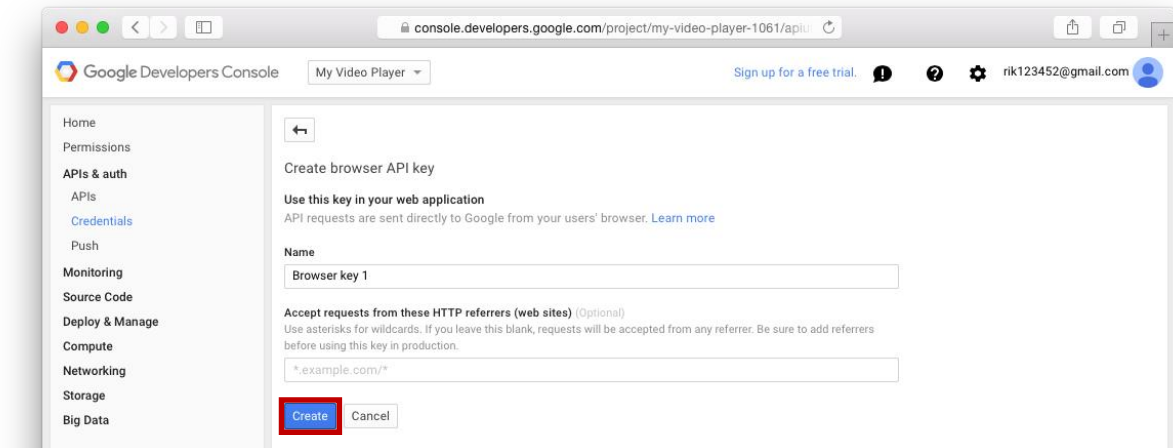 console.developers.google.com/project/my-video-player-1061/apiu
Google Developers Console
My Video Player
Sign up for a free trial.
rik123452@gmail.com
Home
Permissions
APIs & auth
APIs
Credentials
Push
Monitoring
Source Code
Deploy & Manage
Compute
Networking
Storage
Big Data
Create browser API key
Use this key in your web application
API requests are sent directly to Google from your users' browser. Learn more
Name
Browser key 1
Accept requests from these HTTP referrers (web sites) (Optional)
Use asterisks for wildcards. If you leave this blank, requests will be accepted from any referrer. Be sure to add referrers
before using this key in production.
*.example.com/*
Create
Cancel